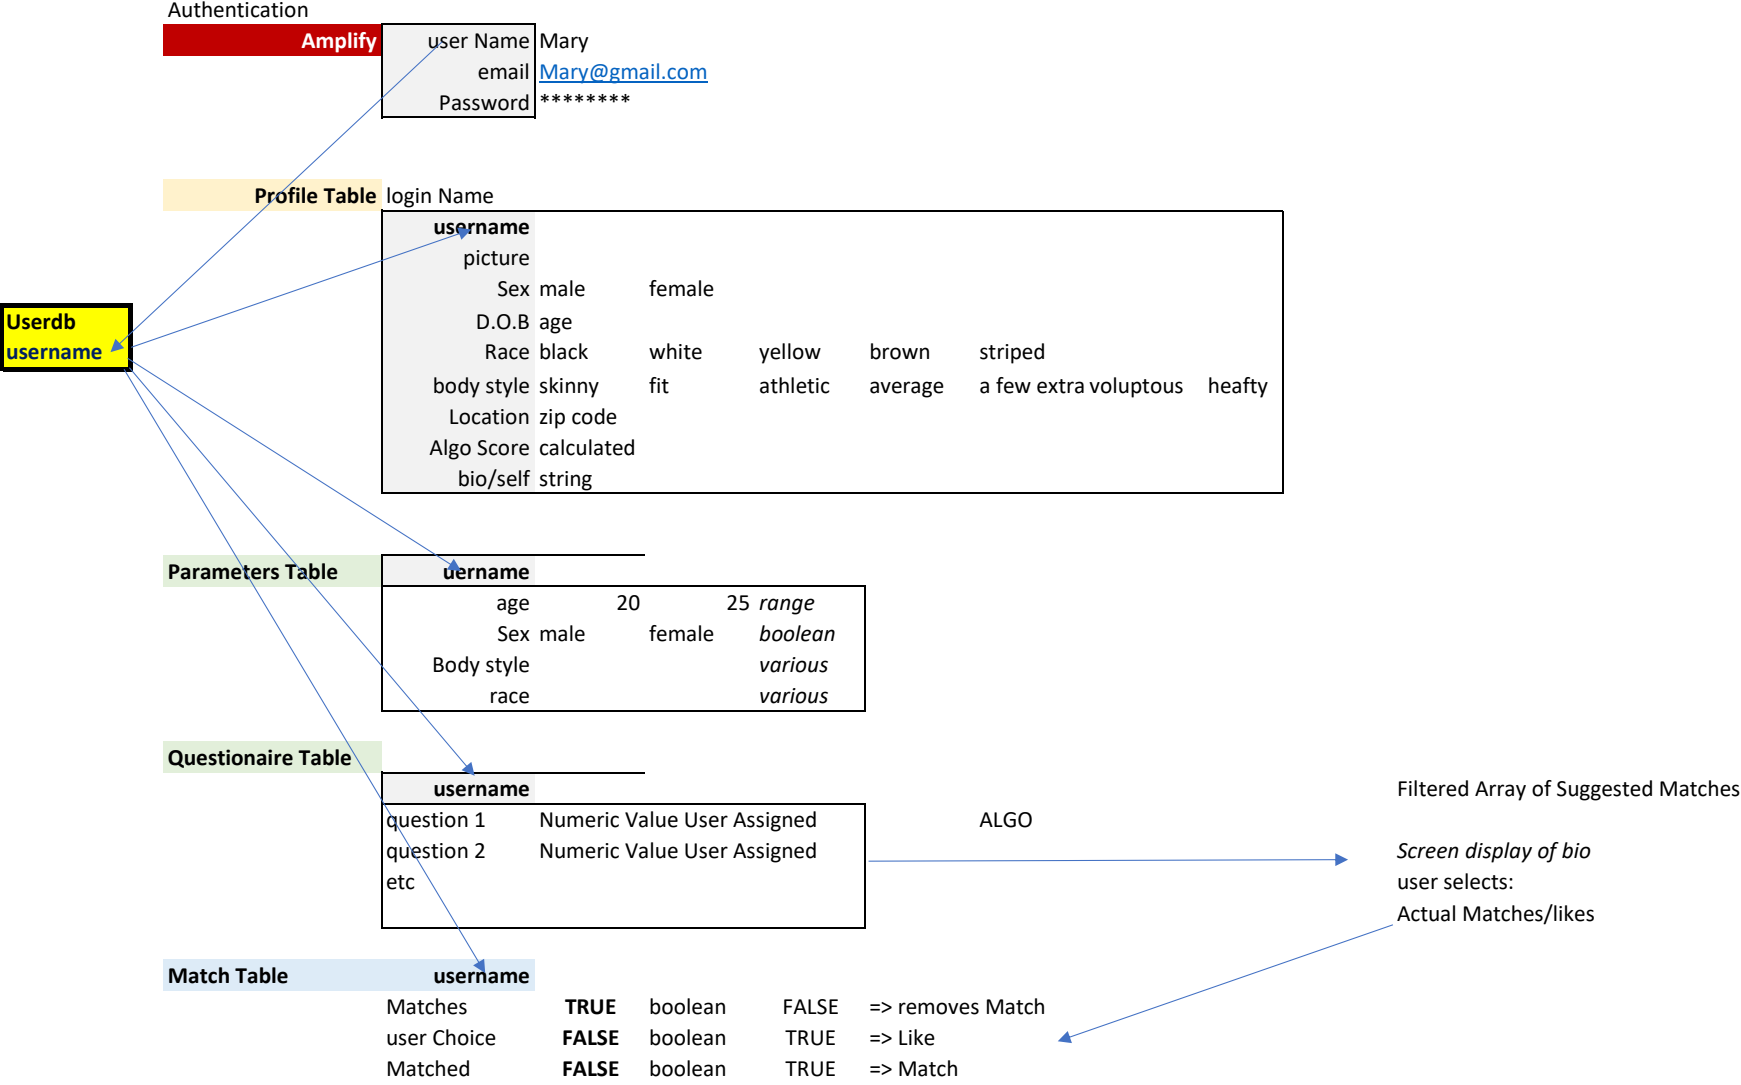 Authentication
Amplify user Name Mary
email Mary@gmail.com
Password ********
Profile Table login Name
username
picture
Sex male female
Userdb
username
D.O.B age
Race black white yellow brown striped
body style skinny fit athletic average a few extra voluptous heafty
Location zip code
Algo Score calculated
bio/self string
Parameters Table uername
age 20 25 range
Sex male female boolean
Body style various
race various
Questionaire Table
username
question 1 Numeric Value User Assigned
question 2 Numeric Value User Assigned
etc
ALGO
Filtered Array of Suggested Matches
Screen display of bio
user selects:
Actual Matches/likes
Match Table username
Matches TRUE boolean FALSE => removes Match
user Choice FALSE boolean TRUE => Like
Matched FALSE boolean TRUE => Match